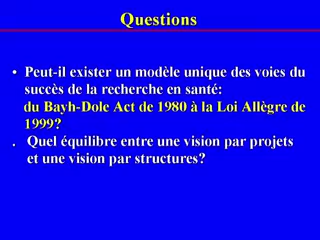 Questions
• Peut-il exister un modèle unique des voies du
succès de la recherche en santé:
du Bayh-Dole Act de 1980 à la Loi Allègre de
1999?
. Quel équilibre entre une vision par projets
et une vision par structures?